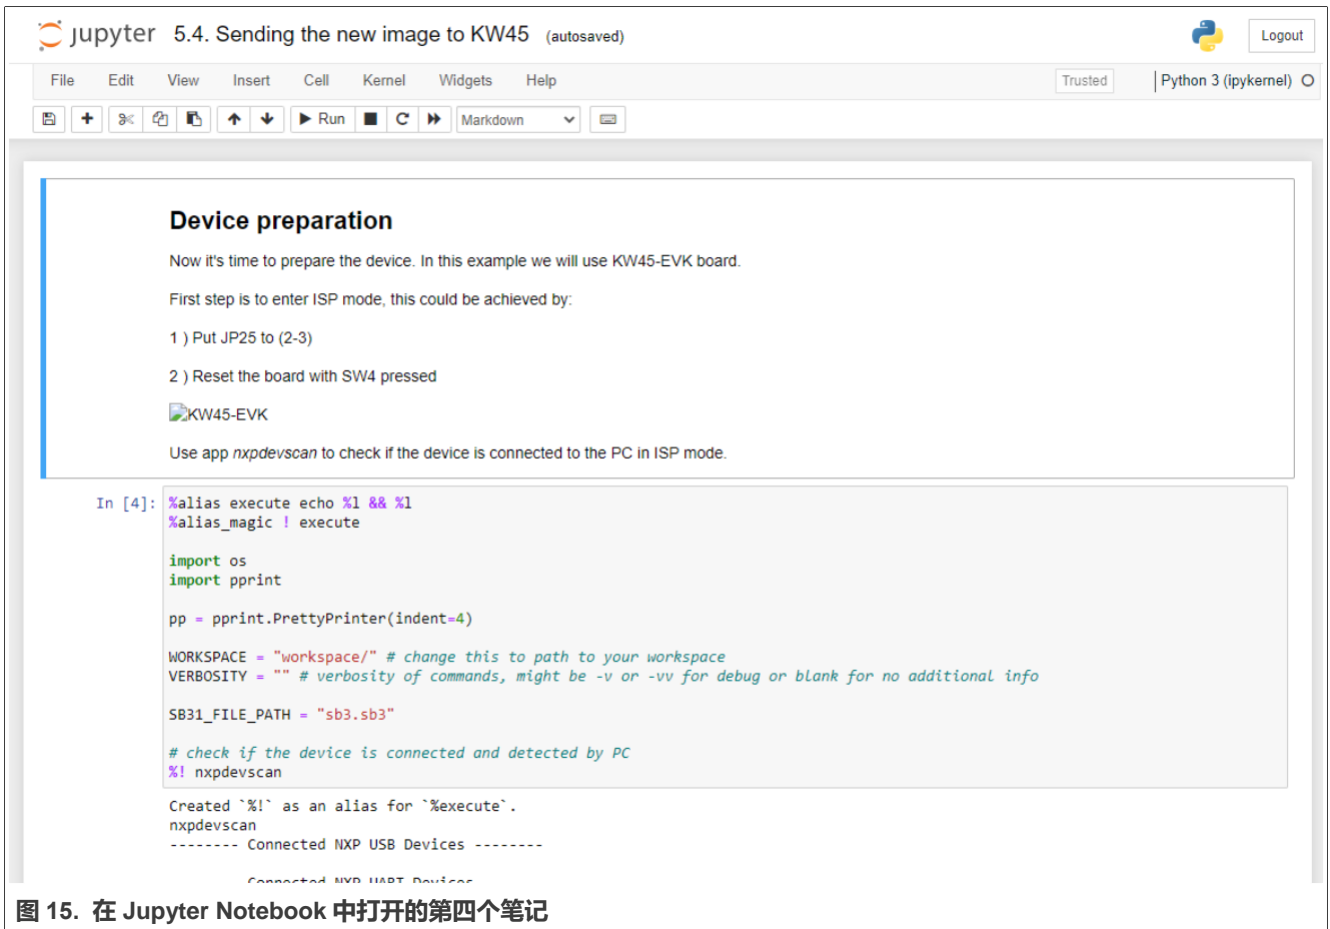 jupyter 5.4. Sending the new image to KW45 (autosaved) Logout
File Edit View Insert Cell Kernel Widgets Help Trusted Python 3 (ipykernel)
Run Markdown
Device preparation
Now it's time to prepare the device. In this example we will use KW45-EVK board.
First step is to enter ISP mode, this could be achieved by:
1 ) Put JP25 to (2-3)
2 ) Reset the board with SW4 pressed
KW45-EVK
Use app nxpdevscan to check if the device is connected to the PC in ISP mode.
In [4]: %alias execute echo %l && %l
%alias_magic ! execute
import os
import pprint
pp = pprint.PrettyPrinter(indent=4)
WORKSPACE = "workspace/" # change this to path to your workspace
VERBOSITY = "" # verbosity of commands, might be -v or -vv for debug or blank for no additional info
SB31_FILE_PATH = "sb3.sb3"
# check if the device is connected and detected by PC
%! nxpdevscan
Created `%!` as an alias for `%execute`.
nxpdevscan
-------- Connected NXP USB Devices --------
Connected NXP UART Devices
图 15. 在 Jupyter Notebook 中打开的第四个笔记